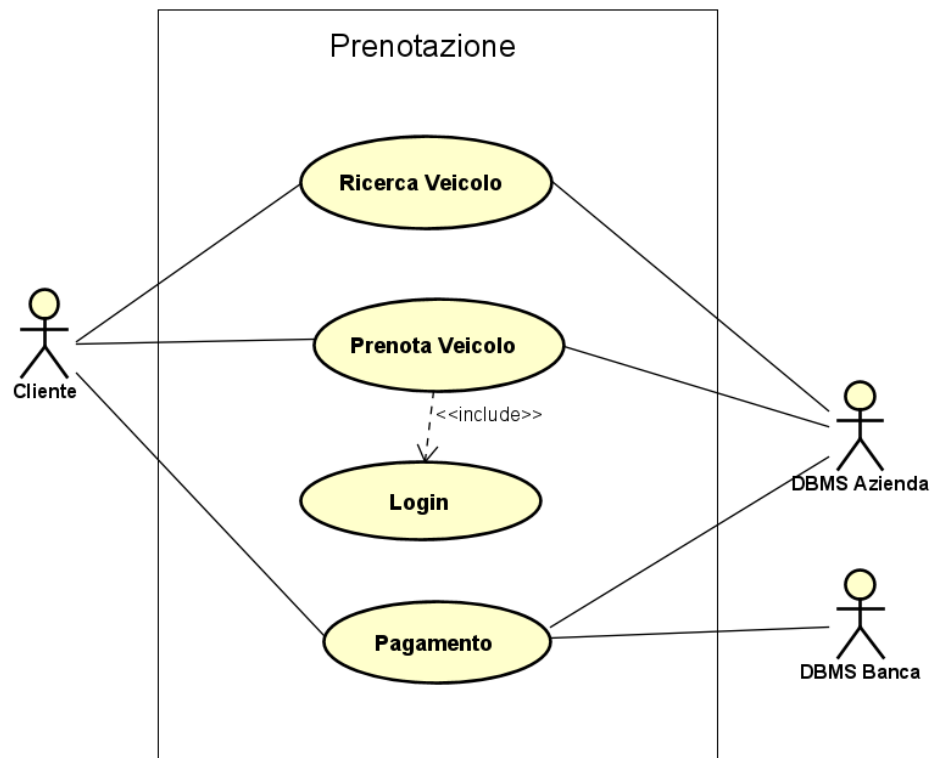 Prenotazione
Ricerca Veicolo
Prenota Veicolo
Cliente
<<include>>
DBMS Azienda
Login
Pagamento
DBMS Banca